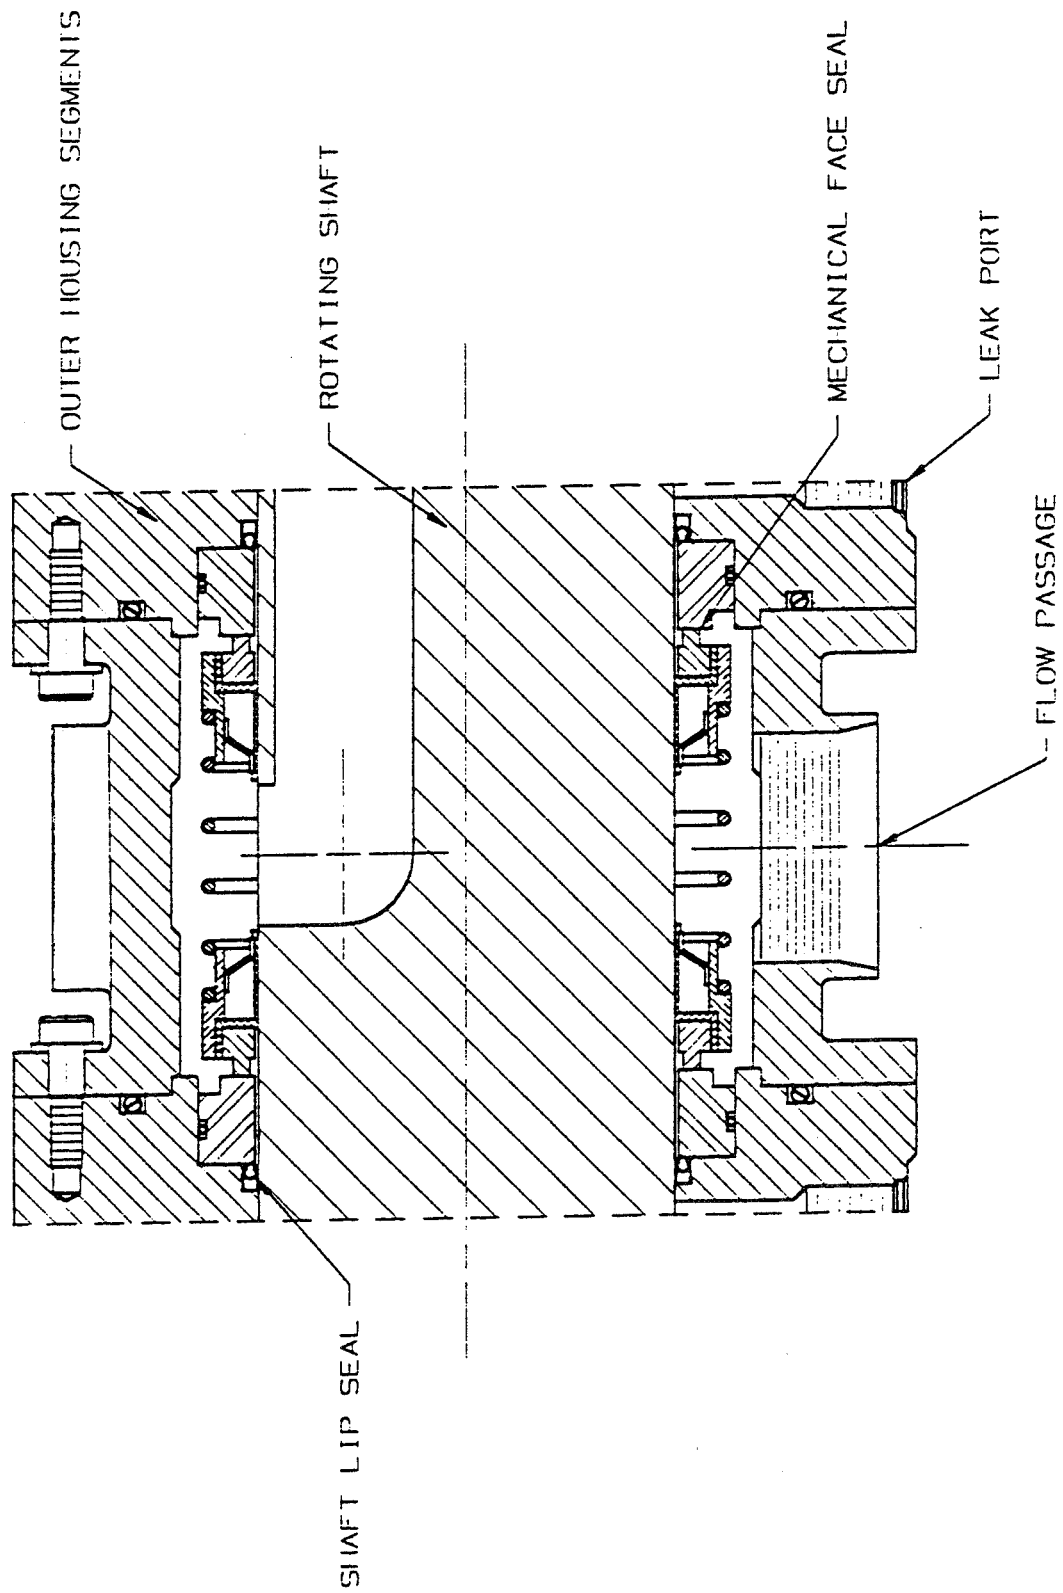 OUTER HOUSING SEGMENTS
ROTATING SHAFT
MECHANICAL FACE SEAL
LEAK PORT
FLOW PASSAGE
SHAFT LIP SEAL